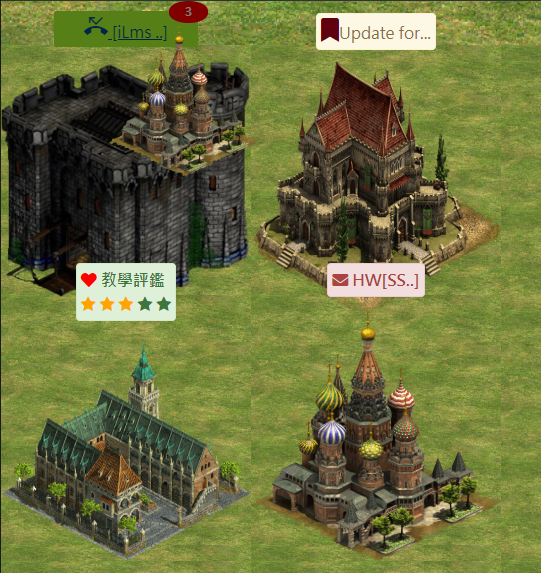 3
[iLms ..]
Update for...
教學評鑑
HW[SS..]